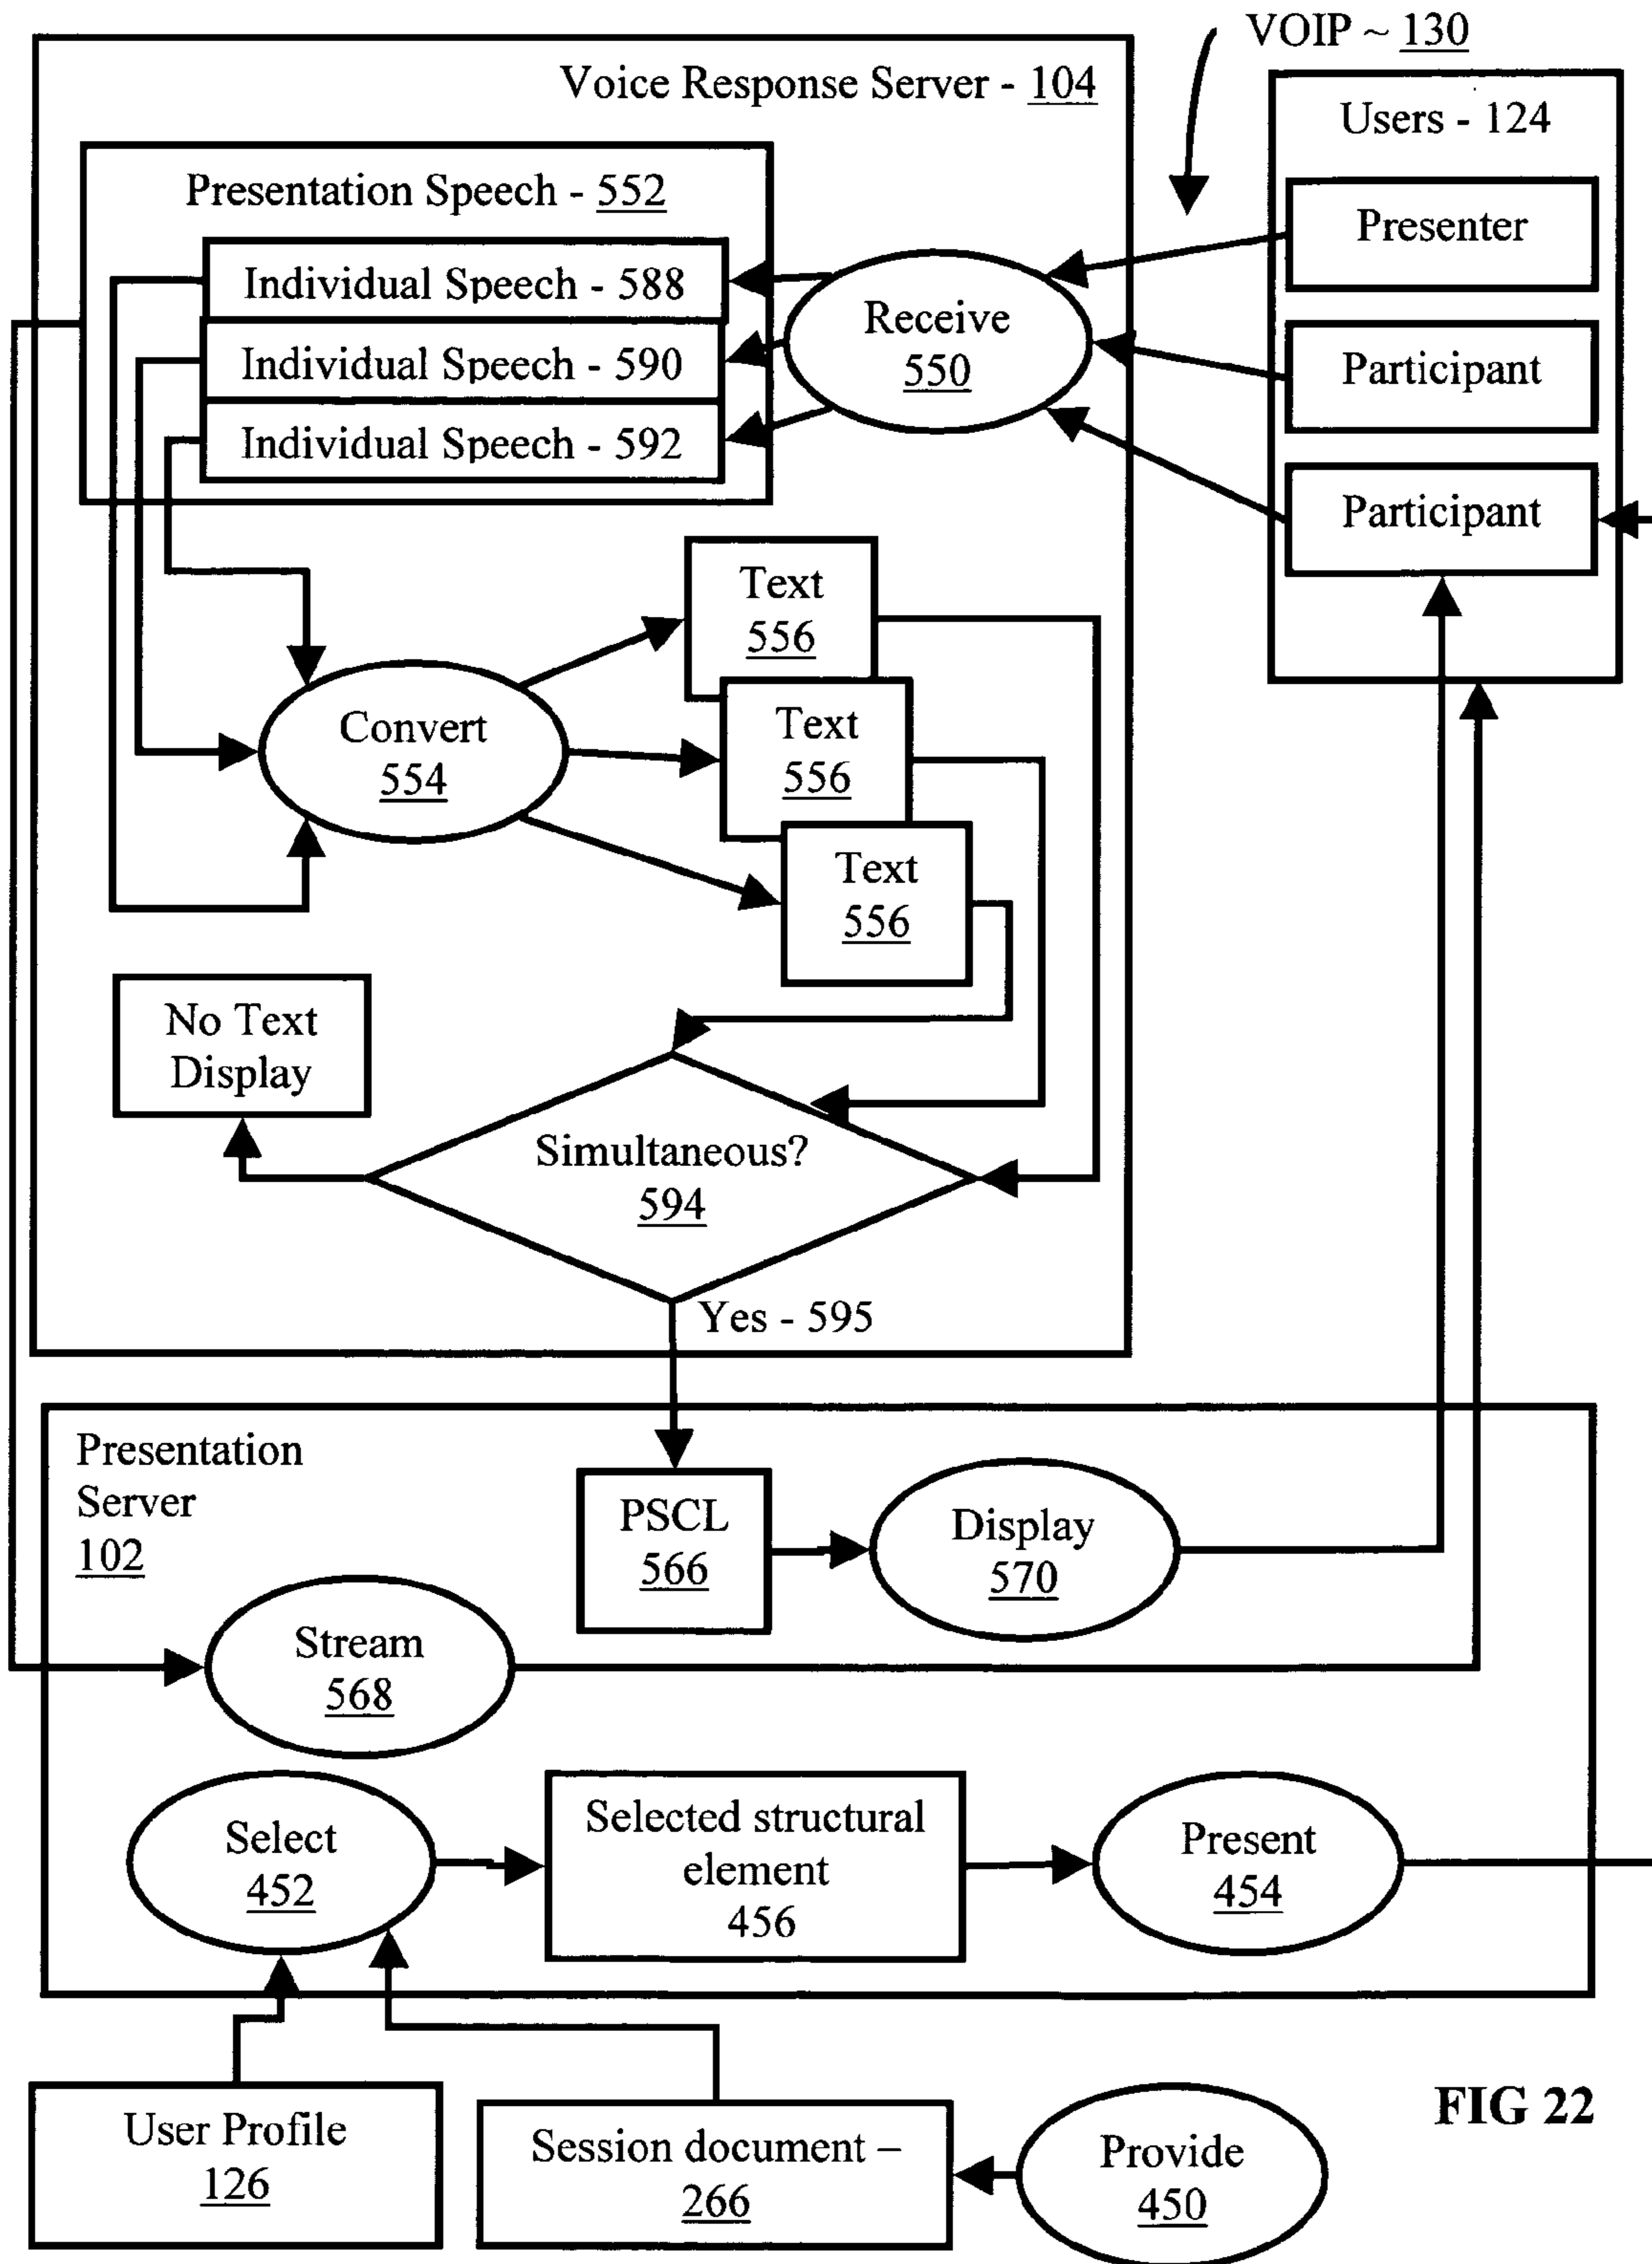 VOIP ~ 130
Voice Response Server - 104
Users - 124
Presentation Speech - 552
Presenter
Individual Speech - 588
Receive
550
Individual Speech - 590
Participant
Individual Speech - 592
Participant
Text
556
Convert
554
Text
556
Text
556
No Text
Display
Simultaneous?
594
Yes - 595
Presentation
Server
102
PSCL
566
Display
570
Stream
568
Select
452
Selected structural
element
456
Present
454
User Profile
126
Session document –
266
Provide
450
FIG 22